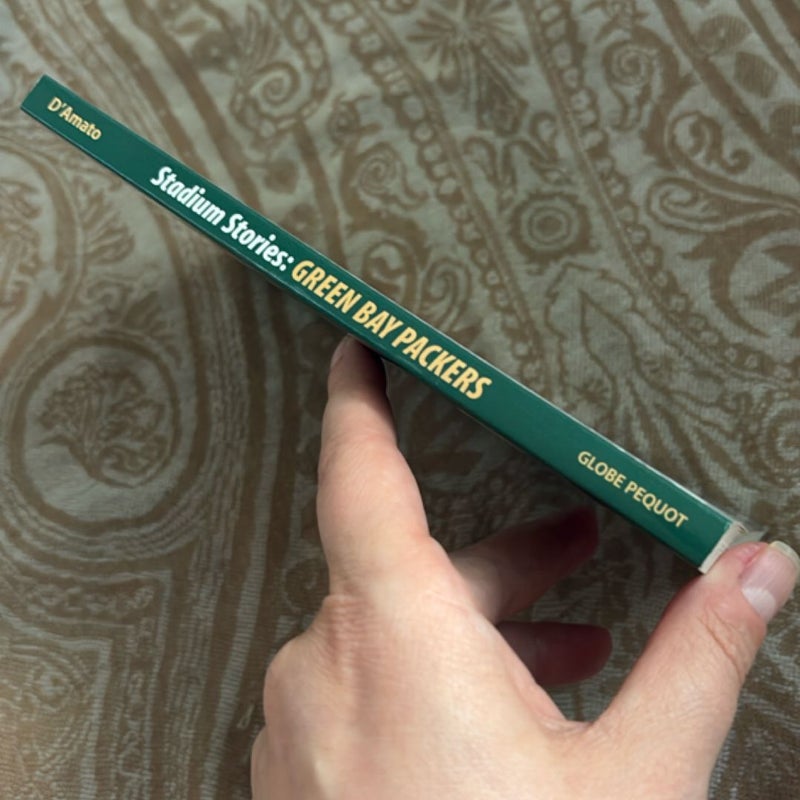 D'Amato
Stadium Stories: GREEN BAY PACKERS
GLOBE PEQUOT